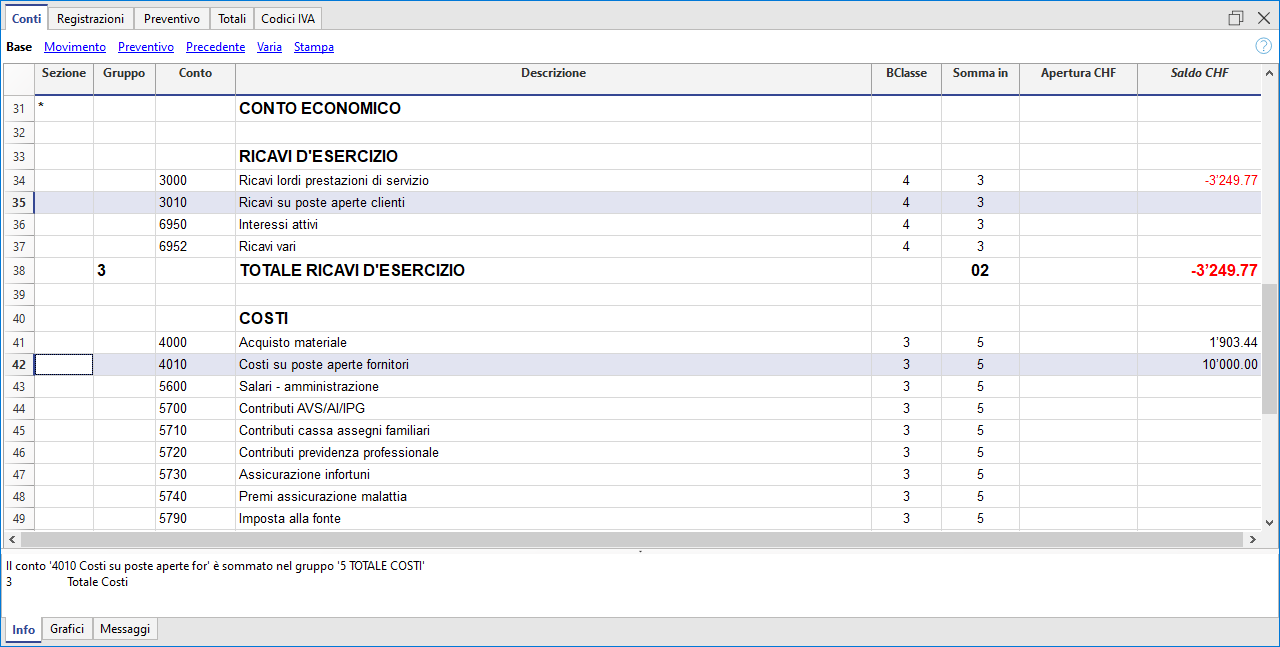 Conti Registrazioni Preventivo Totali Codici IVA
Base Movimento Preventivo Precedente Varia Stampa ?
Sezione Gruppo Conto Descrizione BClasse Somma in Apertura CHF Saldo CHF
31 * CONTO ECONOMICO
32
33 RICAVI D'ESERCIZIO
34 3000 Ricavi lordi prestazioni di servizio 4 3 -3'249.77
35 3010 Ricavi su poste aperte clienti 4 3
36 6950 Interessi attivi 4 3
37 6952 Ricavi vari 4 3
38 3 TOTALE RICAVI D'ESERCIZIO 02 -3'249.77
39
40 COSTI
41 4000 Acquisto materiale 3 5 1'903.44
42 4010 Costi su poste aperte fornitori 3 5 10'000.00
43 5600 Salari - amministrazione 3 5
44 5700 Contributi AVS/AI/IPG 3 5
45 5710 Contributi cassa assegni familiari 3 5
46 5720 Contributi previdenza professionale 3 5
47 5730 Assicurazione infortuni 3 5
48 5740 Premi assicurazione malattia 3 5
49 5790 Imposta alla fonte 3 5
Il conto '4010 Costi su poste aperte for' è sommato nel gruppo '5 TOTALE COSTI'
3 Totale Costi
Info Grafici Messaggi